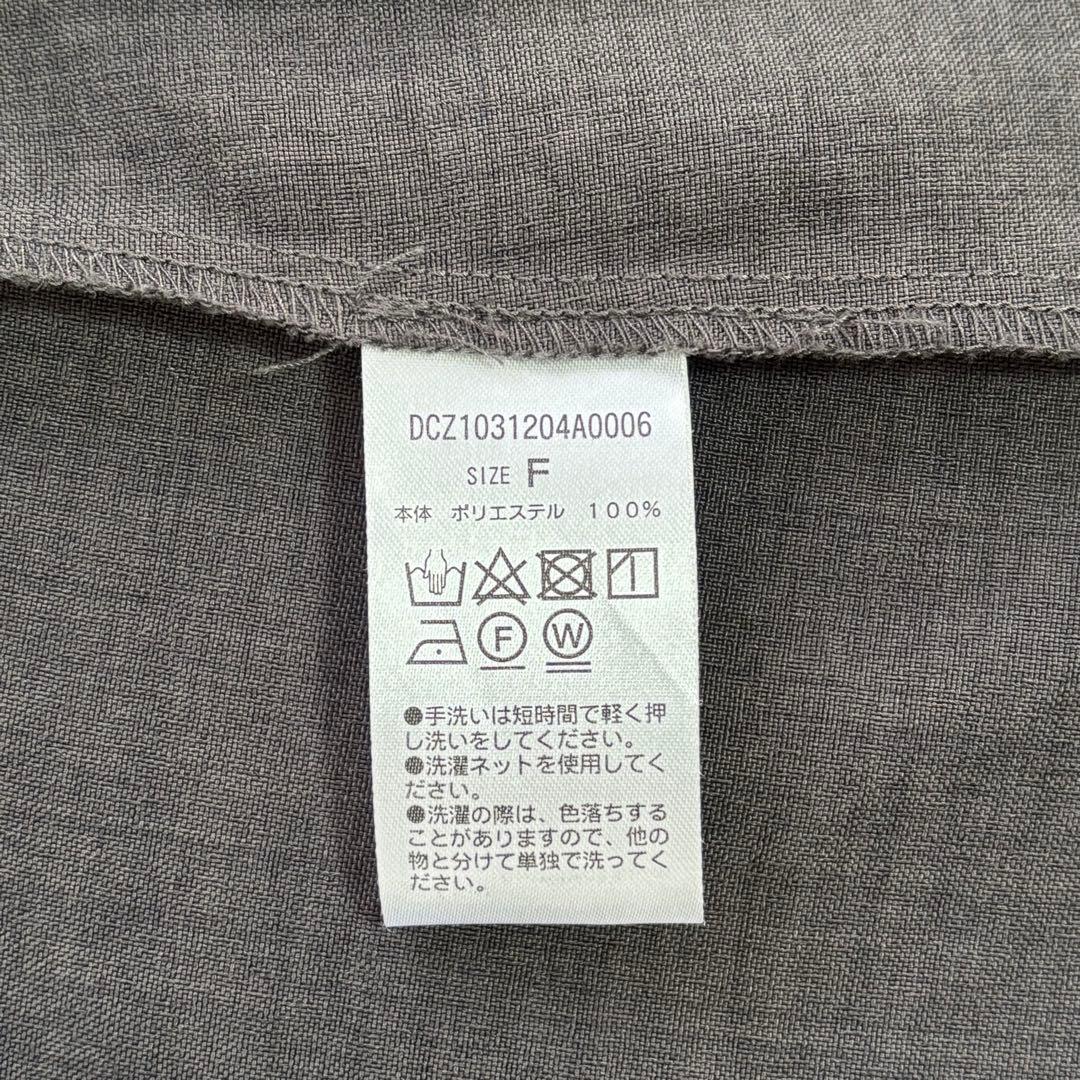 DCZ1031204A0006
SIZE F
本体 ポリエステル 100%
F W
●手洗いは短時間で軽く押
し洗いをしてください。
●洗濯ネットを使用してく
ださい。
●洗濯の際は、色落ちする
ことがありますので、他の
物と分けて単独で洗ってく
ださい。